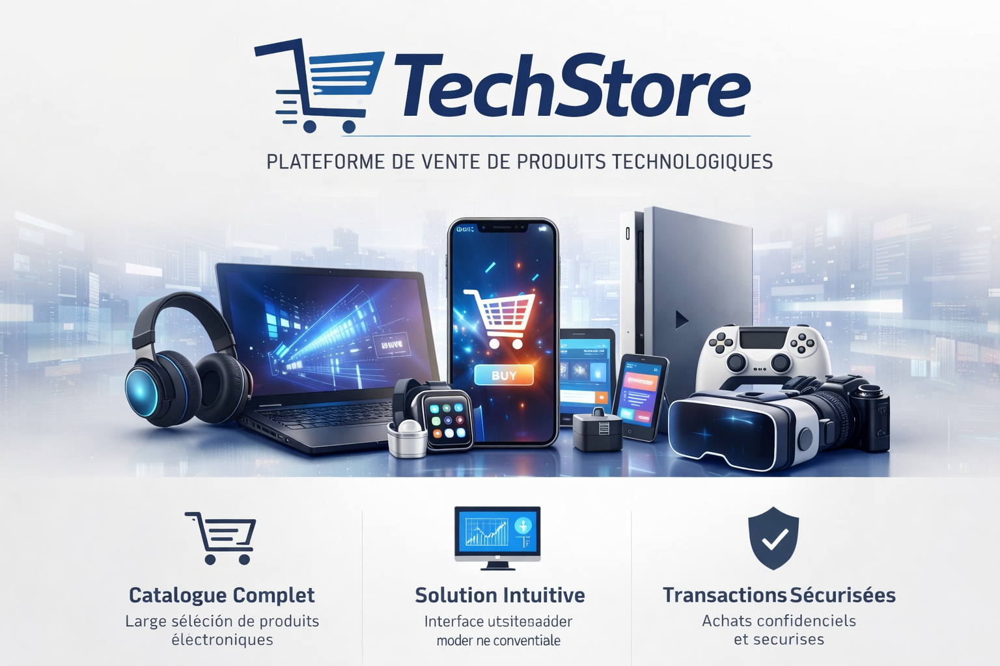 TechStore
PLATEFORME DE VENTE DE PRODUITS TECHNOLOGIQUES
BUY
Catalogue Complet
Large séléción de produits
éléctroniques
Solution Intuitive
Interface utsitesaádder
moder ne conventiale
Transactions Sécurisées
Achats confidenciels
et securises